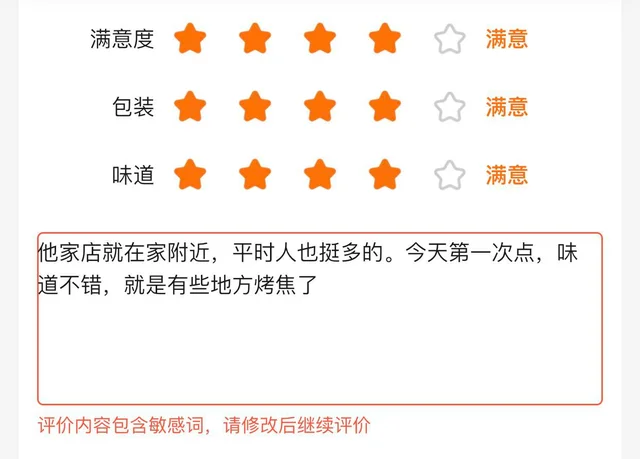 满意度 满意
包装 满意
味道 满意
他家店就在家附近，平时人也挺多的。今天第一次点，味
道不错，就是有些地方烤焦了
评价内容包含敏感词，请修改后继续评价